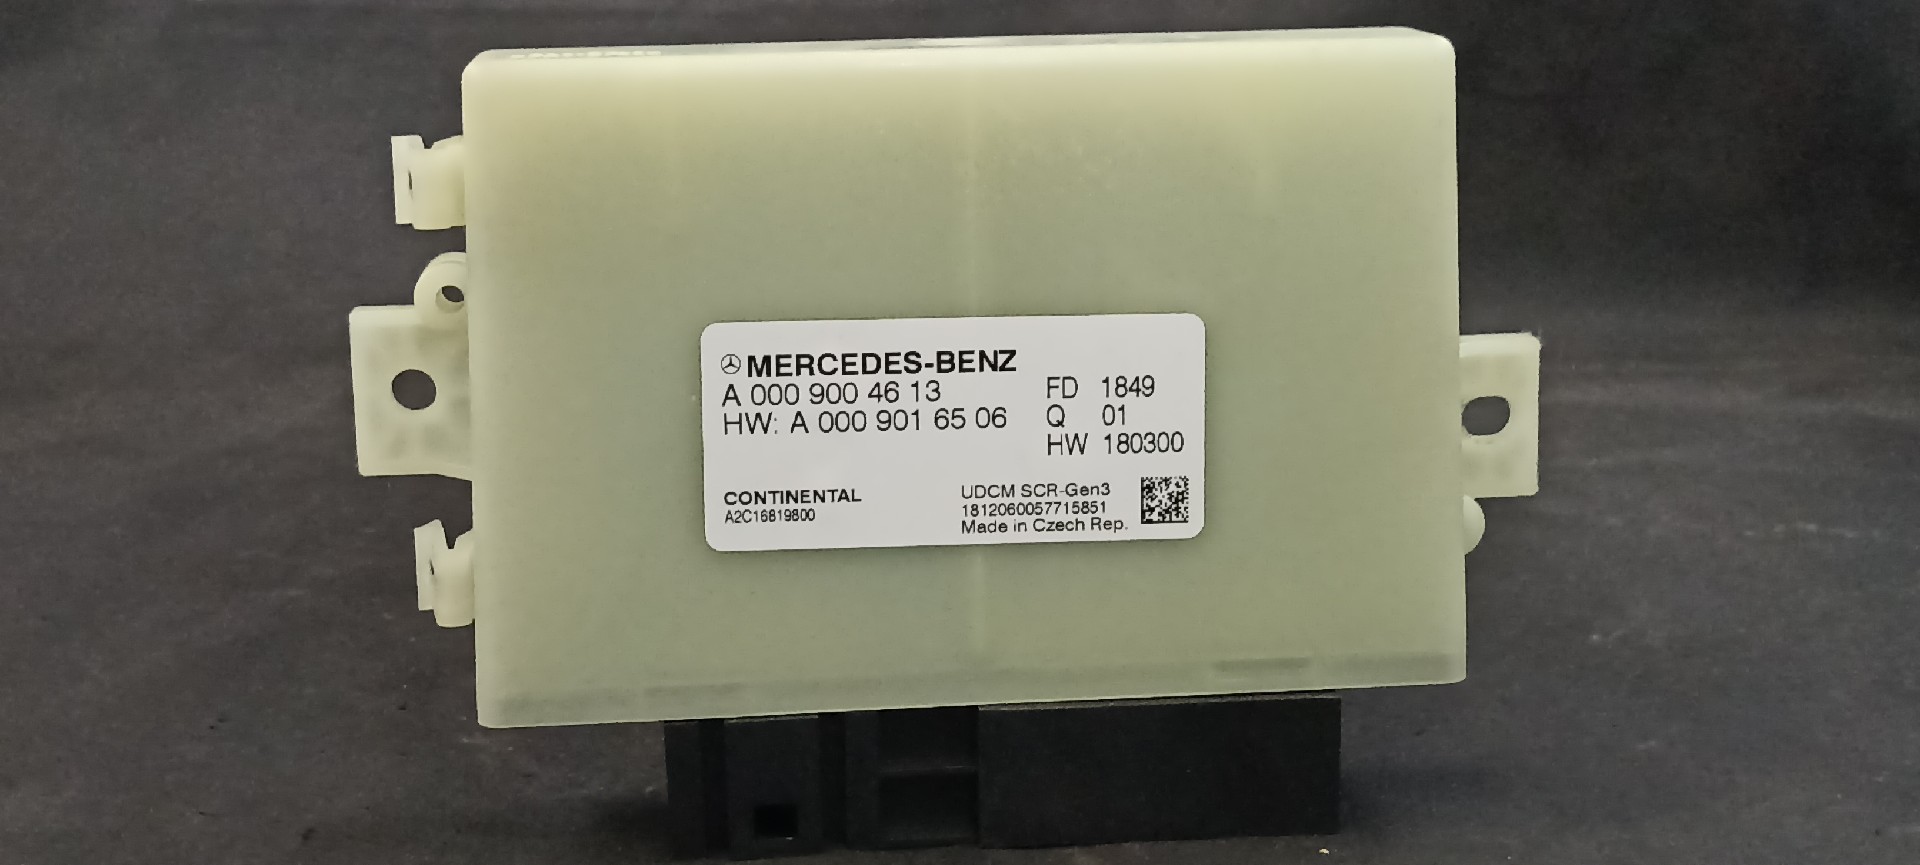 MERCEDES-BENZ
A 000 900 46 13
HW: A 000 901 65 06
FD 1849
Q 01
HW 180300
CONTINENTAL
A2C16819800
UDCM SCR-Gen3
1812060057715851
Made in Czech Rep.